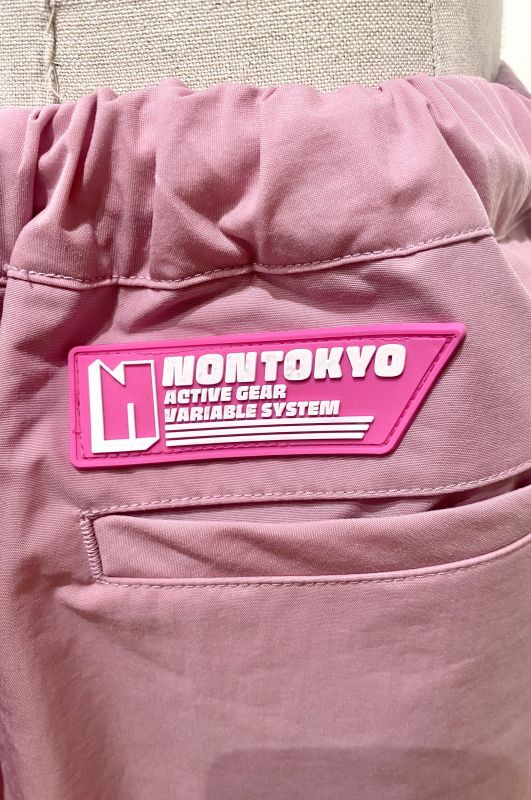 NONTOKYO
ACTIVE GEAR
VARIABLE SYSTEM